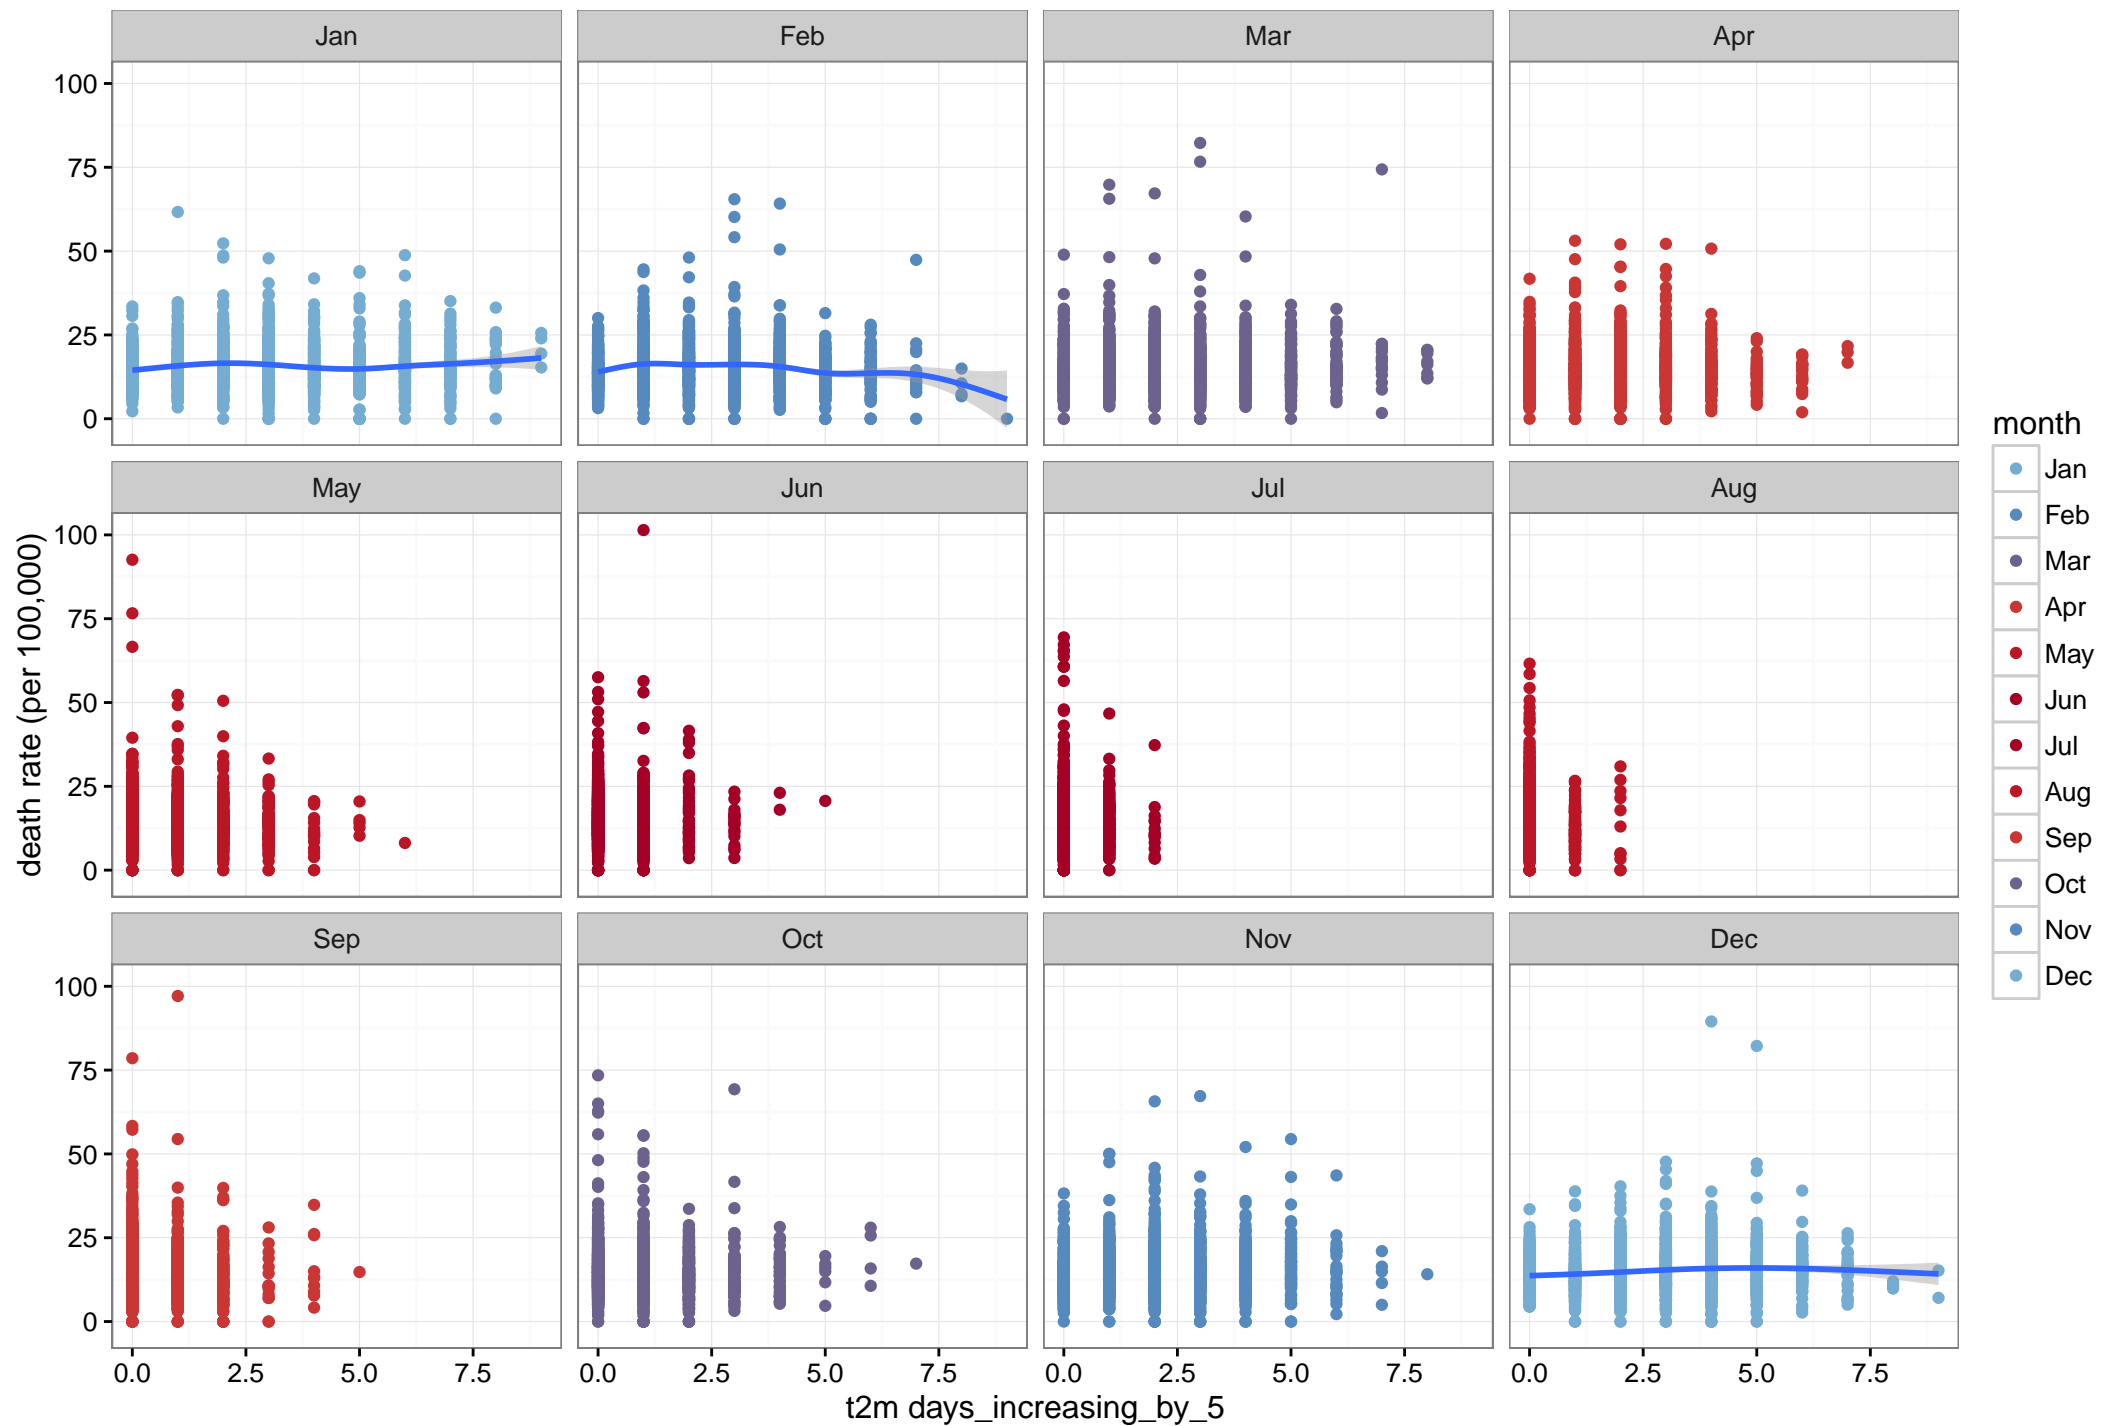 Jan Feb Mar Apr
100
75
50
25
0
May Jun Jul Aug
100
75
50
25
0
Sep Oct Nov Dec
100
75
50
25
0
0.0 2.5 5.0 7.5 0.0 2.5 5.0 7.5 0.0 2.5 5.0 7.5 0.0 2.5 5.0 7.5
t2m days_increasing_by_5
death rate (per 100,000)
month
Jan
Feb
Mar
Apr
May
Jun
Jul
Aug
Sep
Oct
Nov
Dec